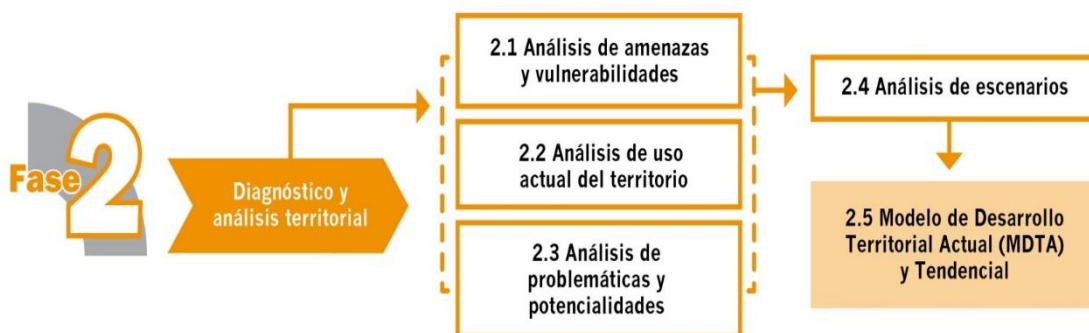 Fase 2
Diagnóstico y
análisis territorial
2.1 Análisis de amenazas
y vulnerabilidades
2.2 Análisis de uso
actual del territorio
2.3 Análisis de
problemáticas y
potencialidades
2.4 Análisis de escenarios
2.5 Modelo de Desarrollo
Territorial Actual (MDTA)
y Tendencial